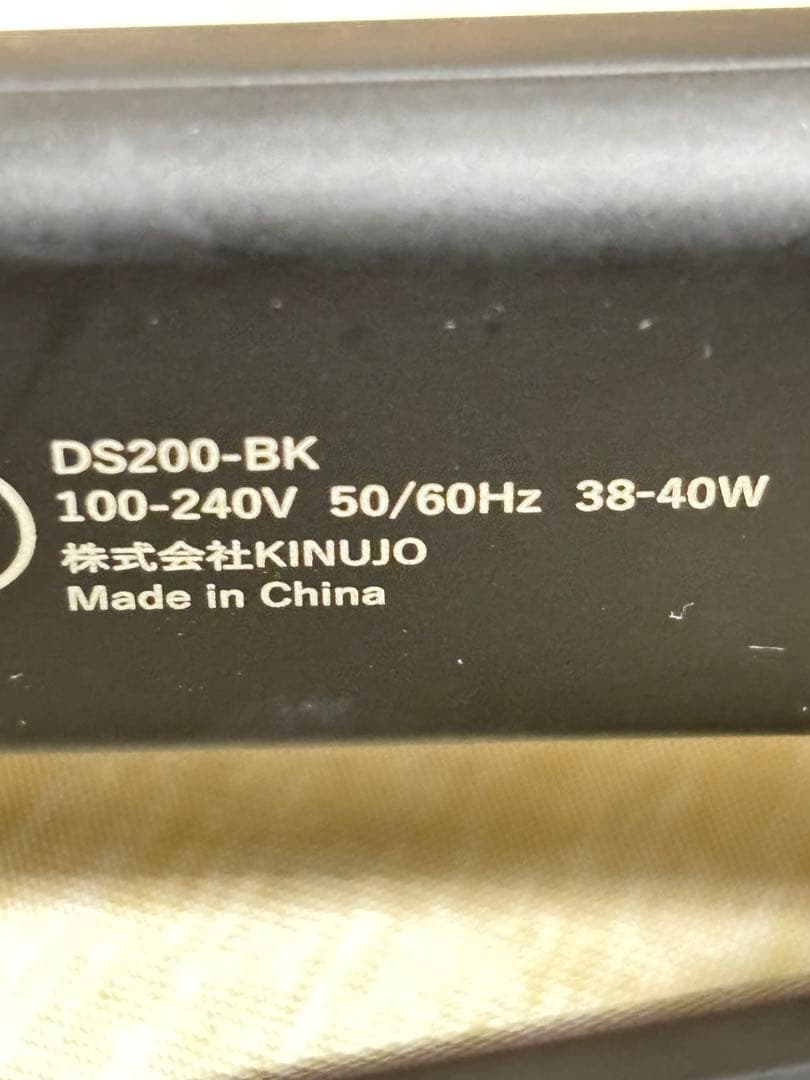 DS200-BK
100-240V 50/60Hz 38-40W
株式会社KINUJO
Made in China